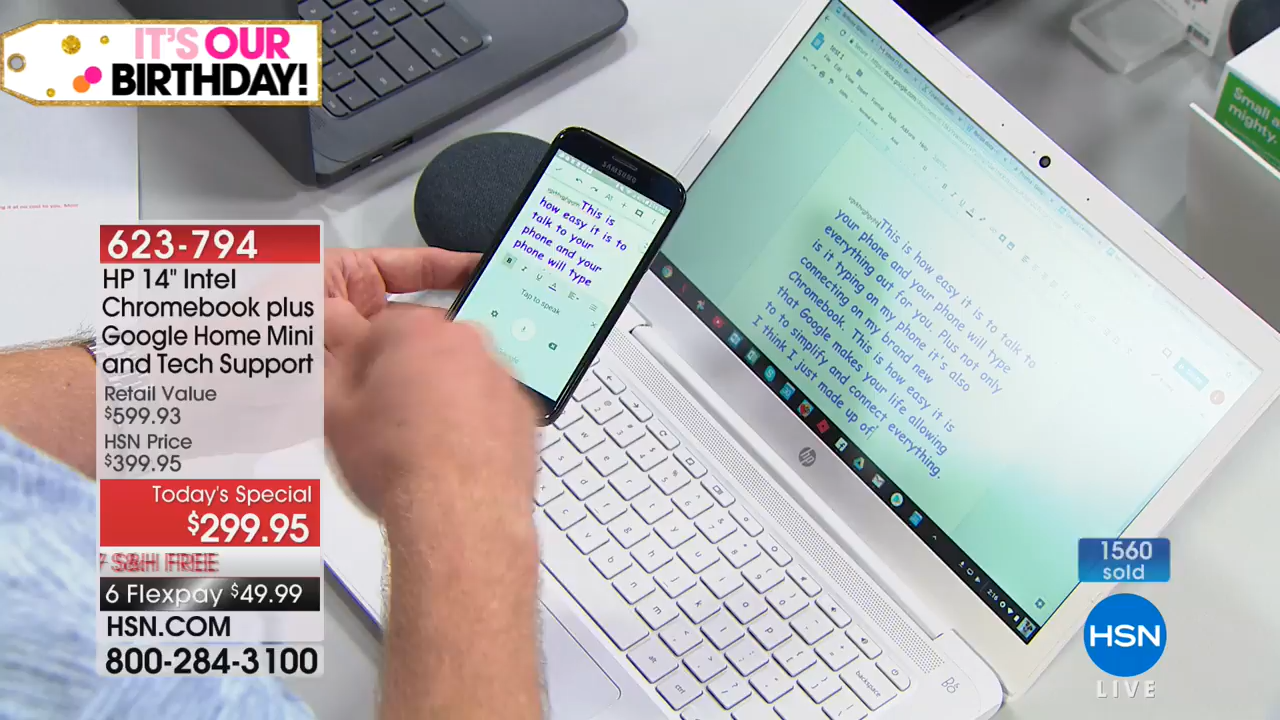 IT'S OUR
BIRTHDAY!
623-794
HP 14" Intel
Chromebook plus
Google Home Mini
and Tech Support
Retail Value
$599.93
HSN Price
$399.95
Today's Special
$299.95
S&H FREE
6 Flexpay $49.99
HSN.COM
800-284-3100
SAMSUNG
This is
how easy it is to
talk to your
phone and your
phone will type
Tap to speak
This is how easy it is to talk to
your phone and your phone will type
everything out for you. Plus not only
is it typing on my phone it's also
connecting on my brand new
Chromebook. This is how easy it is
that Google makes your life allowing
to to simplify and connect everything.
I think I just made up of
hp
backspace
Small
mighty.
1560
sold
HSN
LIVE